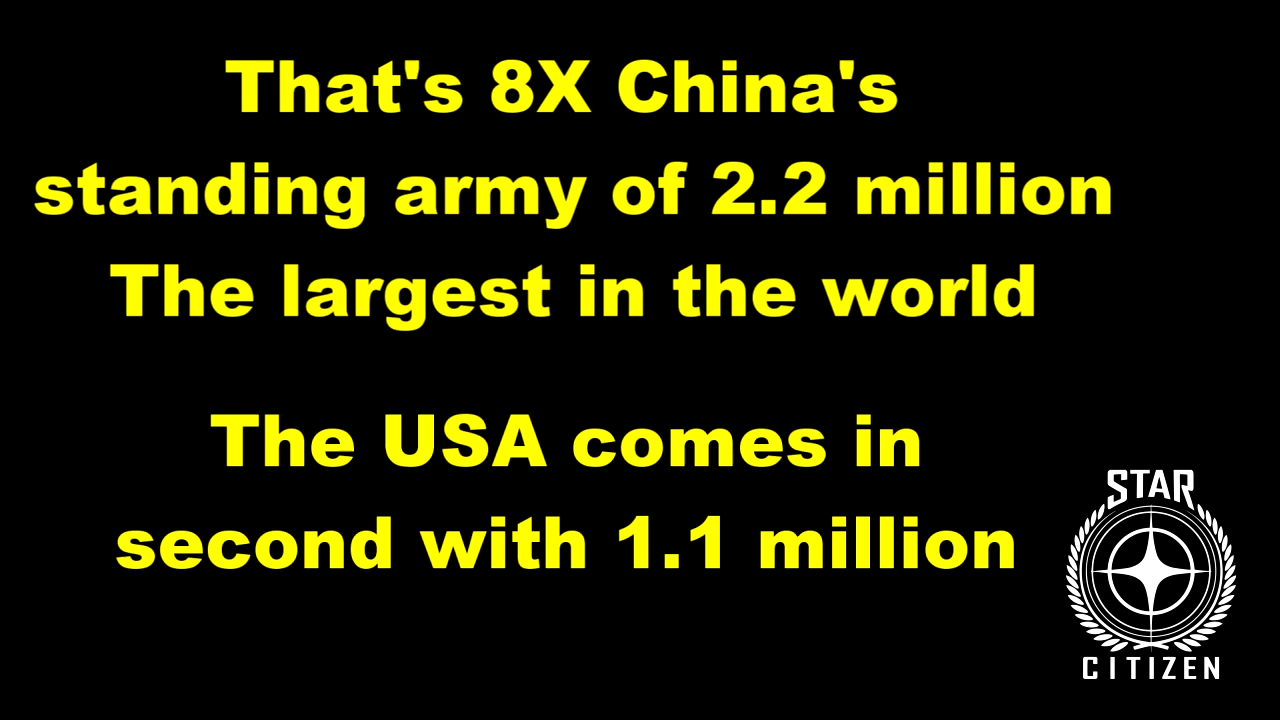 That's 8X China's
standing army of 2.2 million
The largest in the world
The USA comes in
second with 1.1 million
STAR
CITIZEN